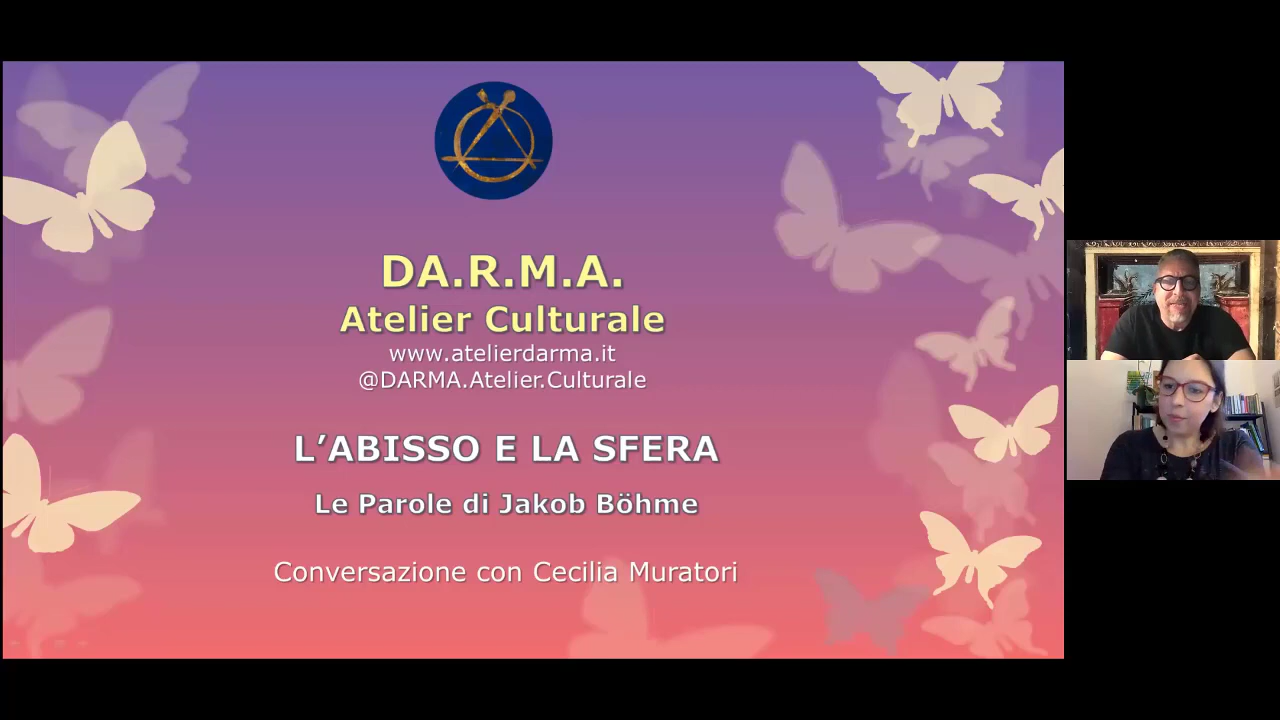 DA.R.M.A.
Atelier Culturale
www.atelierdarma.it
@DARMA.Atelier.Culturale
L’ABISSO E LA SFERA
Le Parole di Jakob Böhme
Conversazione con Cecilia Muratori